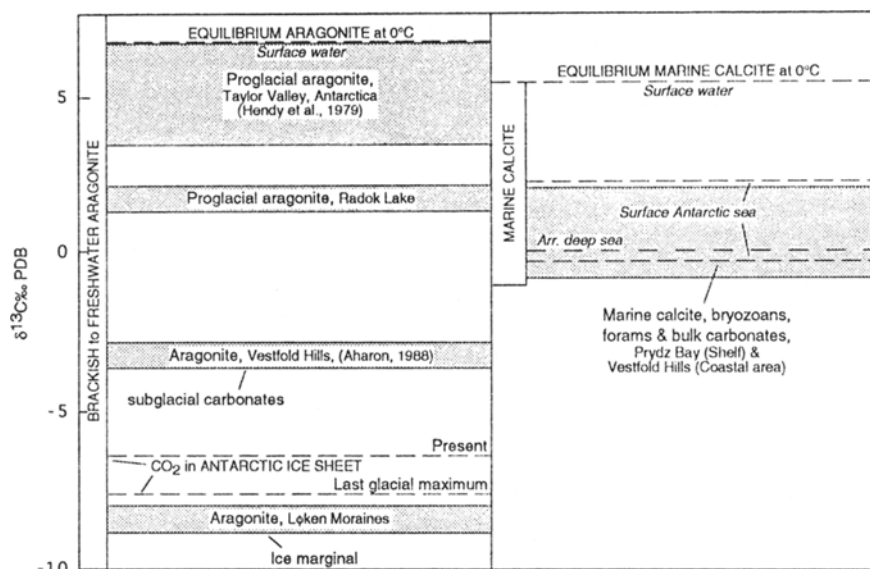 EQUILIBRIUM ARAGONITE at 0°C
Surface water
Proglacial aragonite,
Taylor Valley, Antarctica
(Hendy et al., 1979)
Proglacial aragonite, Radok Lake
Aragonite, Vestfold Hills, (Aharon, 1988)
subglacial carbonates
Present
CO2 in ANTARCTIC ICE SHEET
Last glacial maximum
Aragonite, Lφken Moraines
Ice marginal
5
0
-5
-10
δ13C‰ PDB
BRACKISH to FRESHWATER ARAGONITE
EQUILIBRIUM MARINE CALCITE at 0°C
Surface water
MARINE CALCITE
Surface Antarctic sea
Arr. deep sea
Marine calcite, bryozoans,
forams & bulk carbonates,
Prydz Bay (Shelf) &
Vestfold Hills (Coastal area)